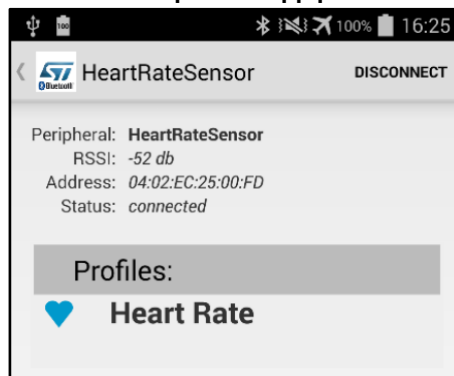 100 100% 16:25
HeartRateSensor DISCONNECT
Bluetooth
Peripheral: HeartRateSensor
RSSI: -52 db
Address: 04:02:EC:25:00:FD
Status: connected
Profiles:
Heart Rate